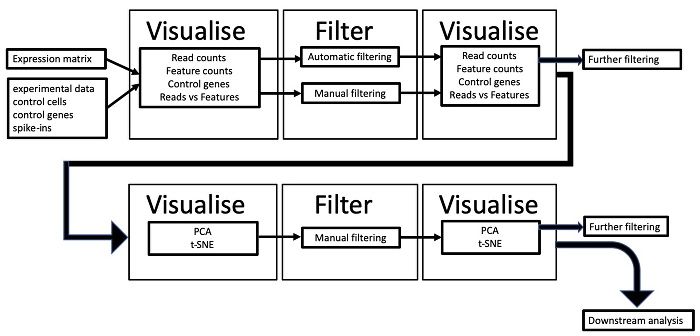 Visualise
Filter
Visualise
Expression matrix
experimental data
control cells
control genes
spike-ins
Read counts
Feature counts
Control genes
Reads vs Features
Automatic filtering
Manual filtering
Read counts
Feature counts
Control genes
Reads vs Features
Further filtering
Visualise
Filter
Visualise
PCA
t-SNE
Manual filtering
PCA
t-SNE
Further filtering
Downstream analysis